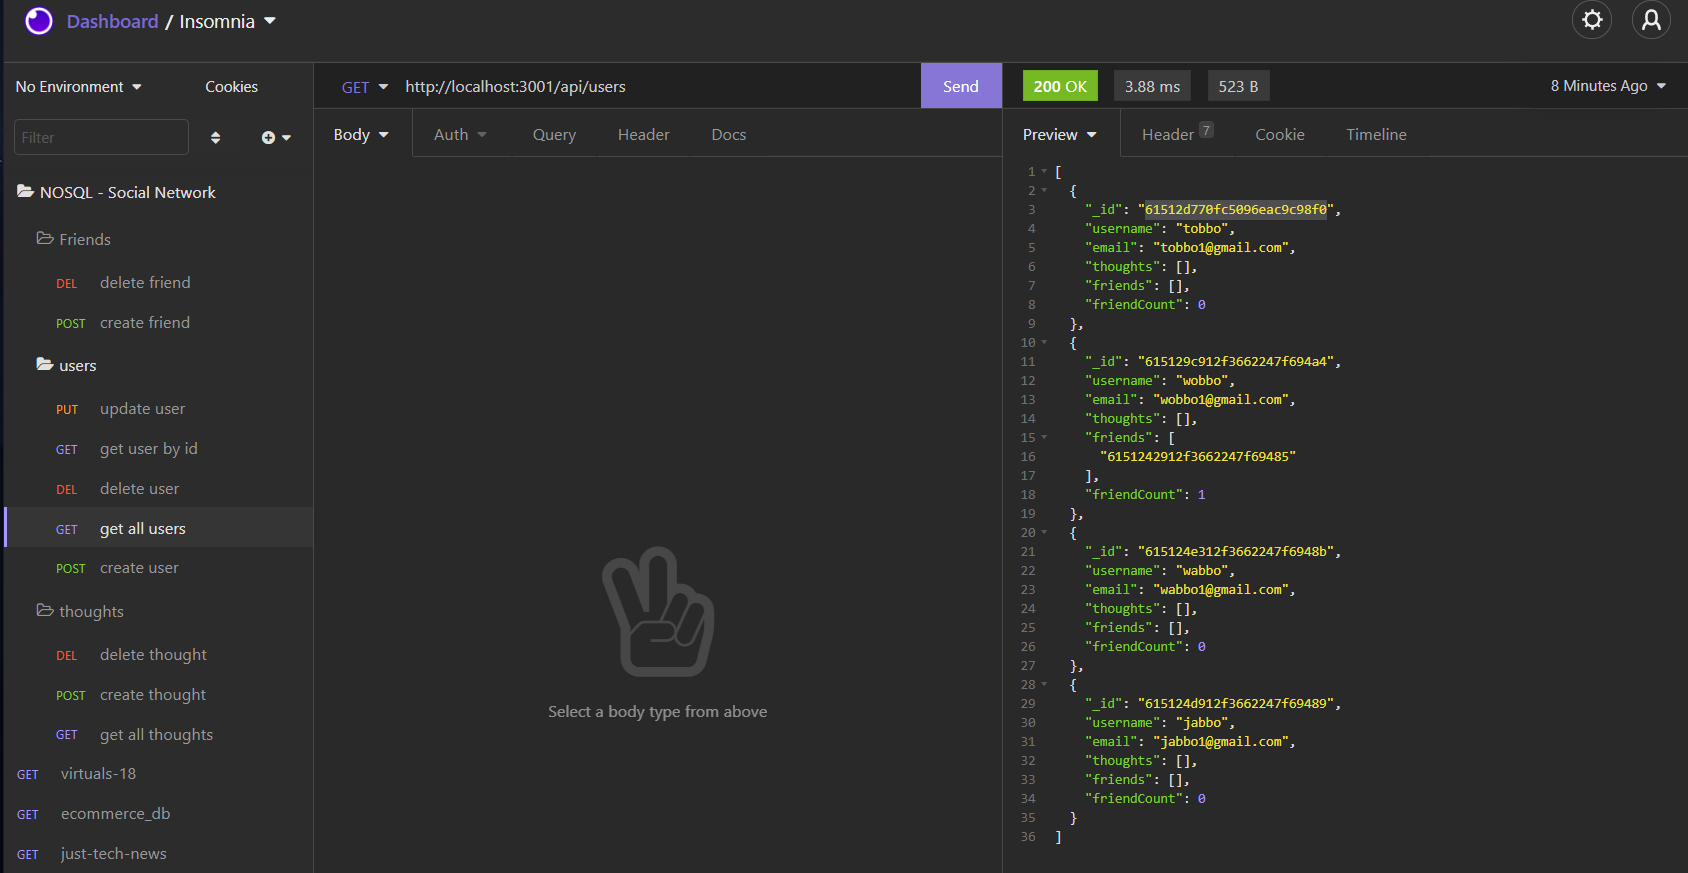 Dashboard / Insomnia
No Environment Cookies
Filter
NOSQL - Social Network
Friends
DEL delete friend
POST create friend
users
PUT update user
GET get user by id
DEL delete user
GET get all users
POST create user
thoughts
DEL delete thought
POST create thought
GET get all thoughts
GET virtuals-18
GET ecommerce_db
GET just-tech-news
GET http://localhost:3001/api/users Send
Body Auth Query Header Docs
Select a body type from above
200 OK 3.88 ms 523 B 8 Minutes Ago
Preview Header 7 Cookie Timeline
1 [
2 {
3 "_id": "61512d770fc5096eac9c98f0",
4 "username": "tobbo",
5 "email": "tobbo1@gmail.com",
6 "thoughts": [],
7 "friends": [],
8 "friendCount": 0
9 },
10 {
11 "_id": "615129c912f3662247f694a4",
12 "username": "wobbo",
13 "email": "wobbo1@gmail.com",
14 "thoughts": [],
15 "friends": [
16 "6151242912f3662247f69485"
17 ],
18 "friendCount": 1
19 },
20 {
21 "_id": "615124e312f3662247f6948b",
22 "username": "wabbo",
23 "email": "wabbo1@gmail.com",
24 "thoughts": [],
25 "friends": [],
26 "friendCount": 0
27 },
28 {
29 "_id": "615124d912f3662247f69489",
30 "username": "jabbo",
31 "email": "jabbo1@gmail.com",
32 "thoughts": [],
33 "friends": [],
34 "friendCount": 0
35 }
36 ]